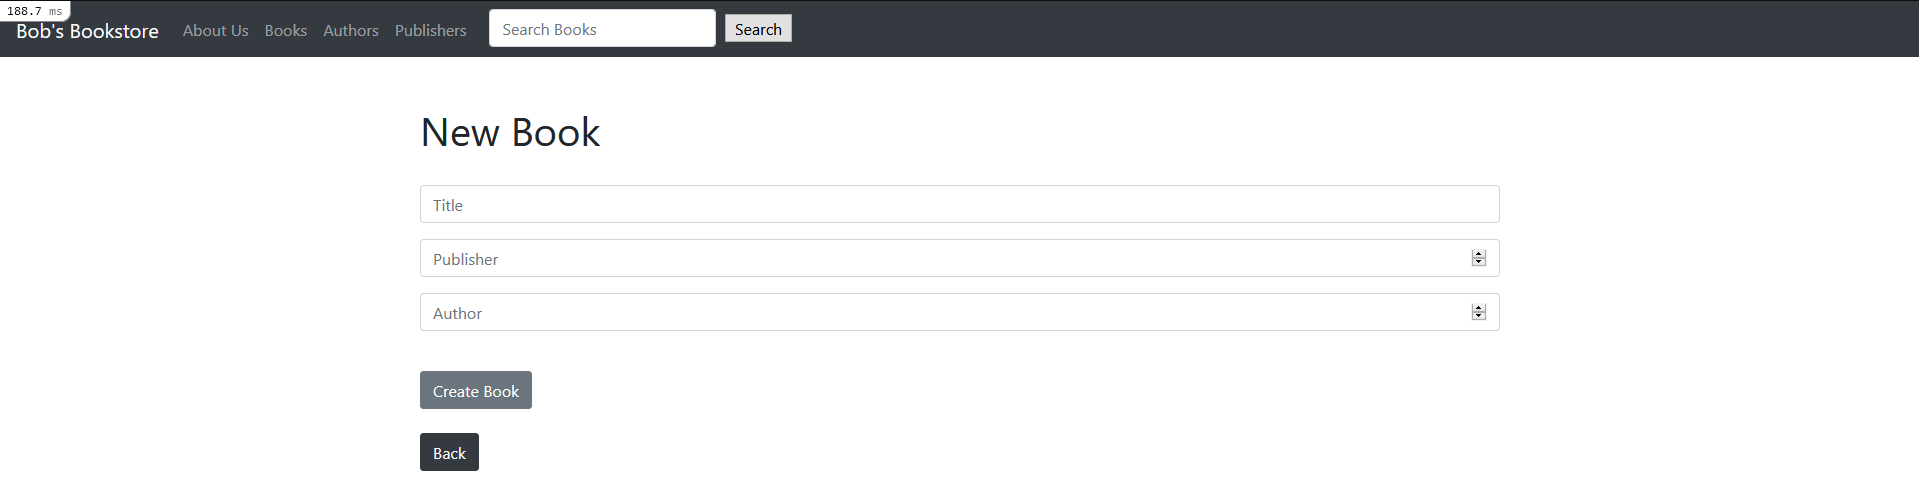 188.7 ms
Bob's Bookstore About Us Books Authors Publishers Search Books Search
New Book
Title
Publisher
Author
Create Book
Back